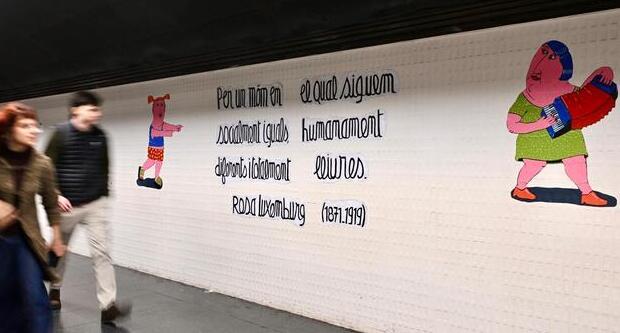 Per un món en el qual siguem
socialment iguals, humanament
diferents i totalment lliures.
Rosa Luxemburg (1871-1919)